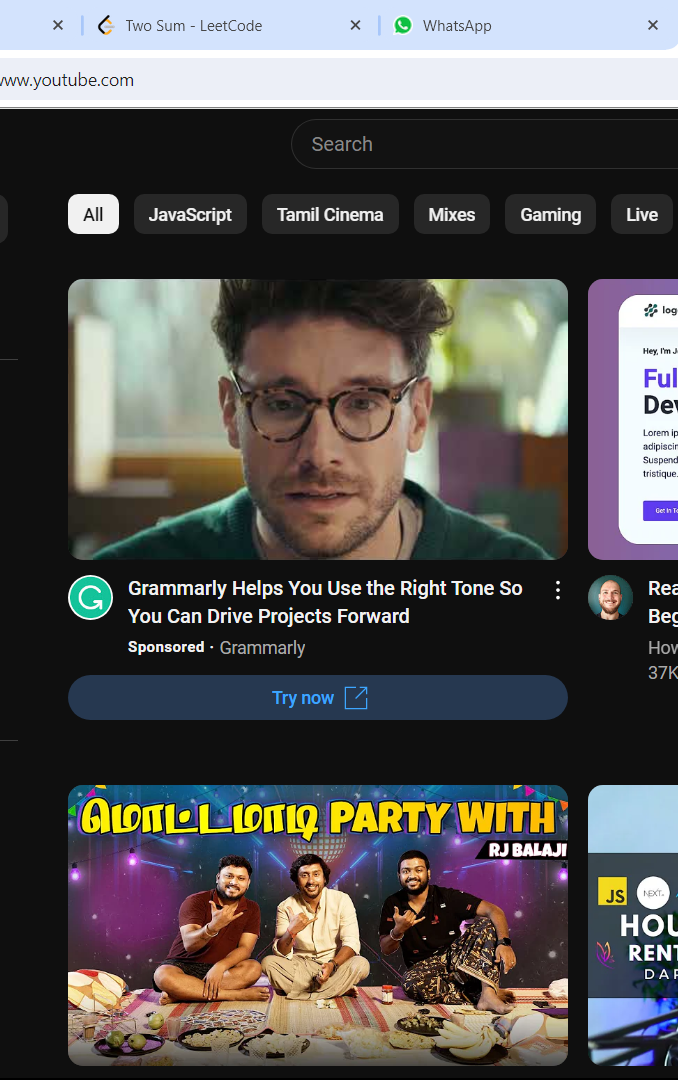 Two Sum - LeetCode
WhatsApp
www.youtube.com
Search
All
JavaScript
Tamil Cinema
Mixes
Gaming
Live
Hey, I'm J
Ful
Dev
Lorem ip
adipiscin
Suspend
tristique.
Get In To
Grammarly Helps You Use the Right Tone So
You Can Drive Projects Forward
Sponsored · Grammarly
Try now
Rea
Beg
How
37K
மொட்டமாடி PARTY WITH
RJ BALAJI
JS
NEXT
HOU
RENT
DAR